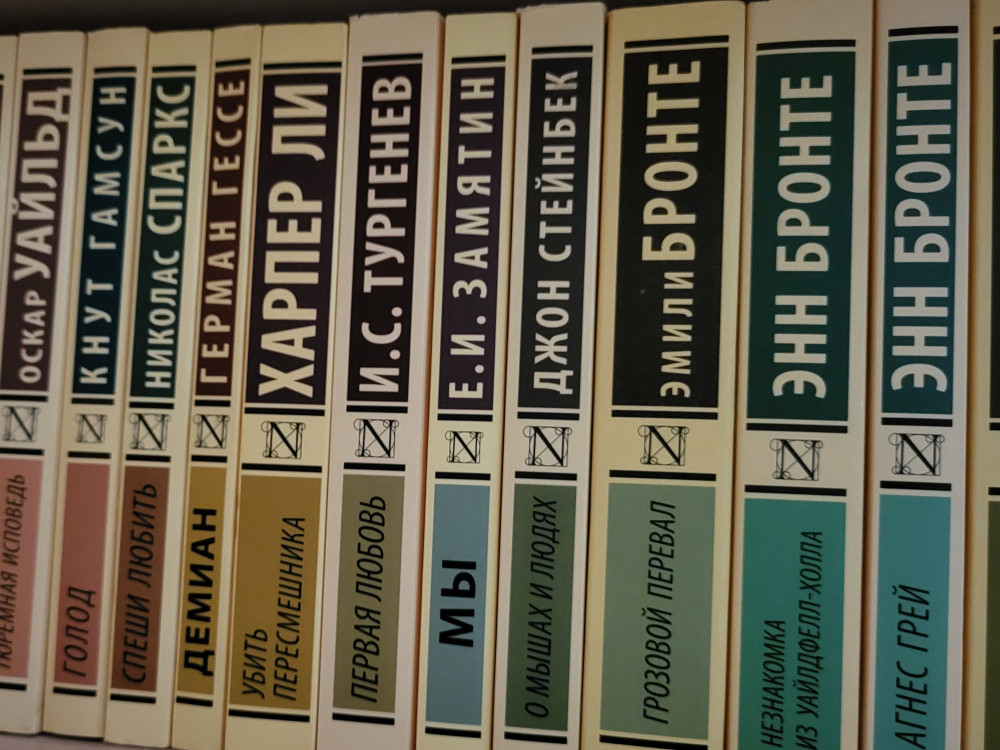 ОСКАР УАЙЛЬД
ТЮРЕМНАЯ ИСПОВЕДЬ
КНУТ ГАМСУН
ГОЛОД
НИКОЛАС СПАРКС
СПЕШИ ЛЮБИТЬ
ГЕРМАН ГЕССЕ
ДЕМИАН
ХАРПЕР ЛИ
УБИТЬ
ПЕРЕСМЕШНИКА
И.С. ТУРГЕНЕВ
ПЕРВАЯ ЛЮБОВЬ
Е.И.ЗАМЯТИН
МЫ
ДЖОН СТЕЙНБЕК
О МЫШАХ И ЛЮДЯХ
ЭМИЛИ БРОНТЕ
ГРОЗОВОЙ ПЕРЕВАЛ
ЭНН БРОНТЕ
НЕЗНАКОМКА
ИЗ УАЙЛДФЕЛЛ-ХОЛЛА
ЭНН БРОНТЕ
АГНЕС ГРЕЙ